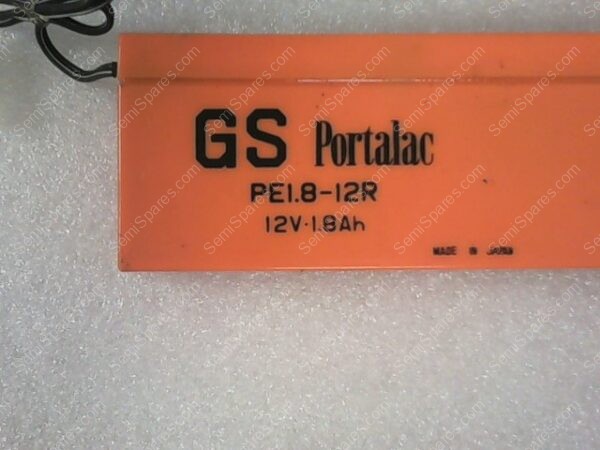 GS Portalac
PE1.8-12R
12V·1.8Ah
MADE IN JAPAN
SemiSpares.com